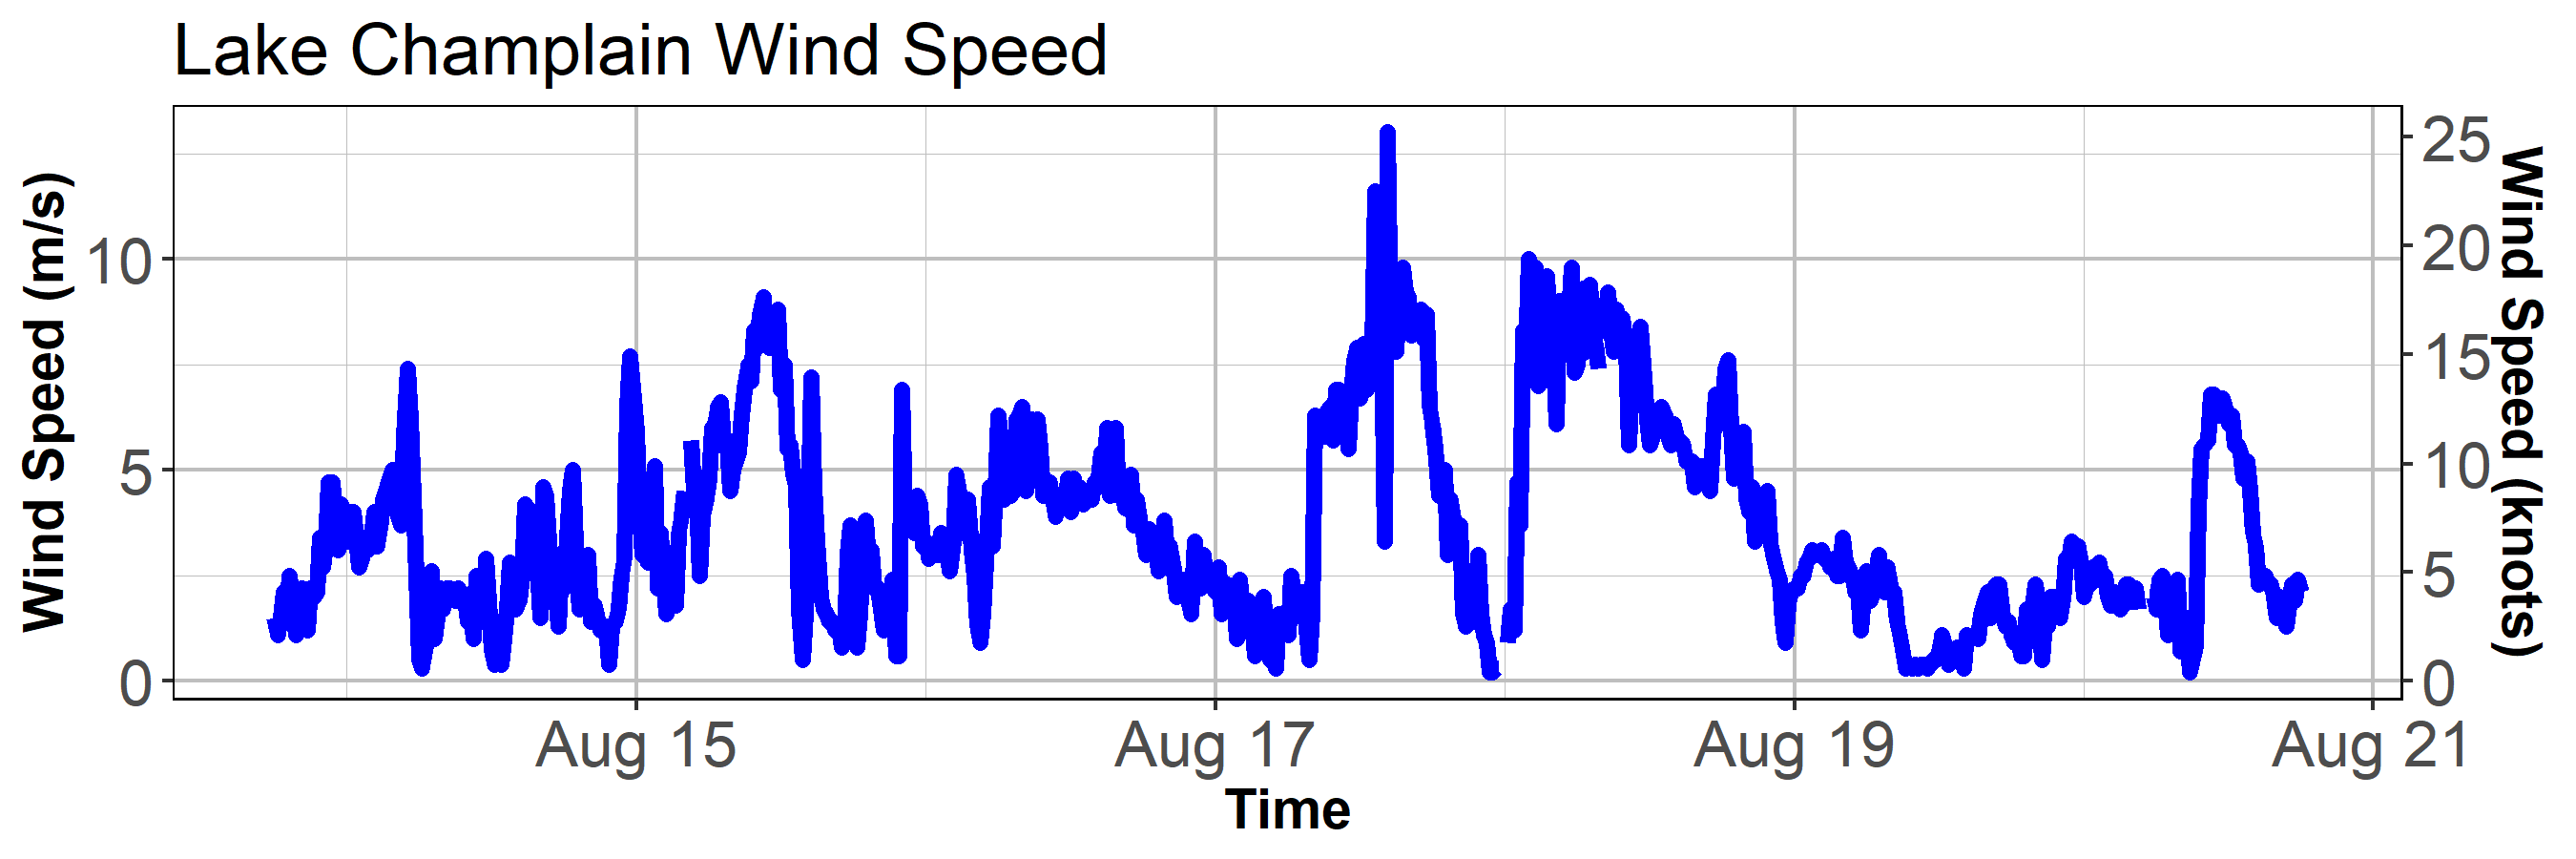 Lake Champlain Wind Speed
Wind Speed (m/s)
10
5
0
25
20
15
10
5
0
Wind Speed (knots)
Aug 15 Aug 17 Aug 19 Aug 21
Time